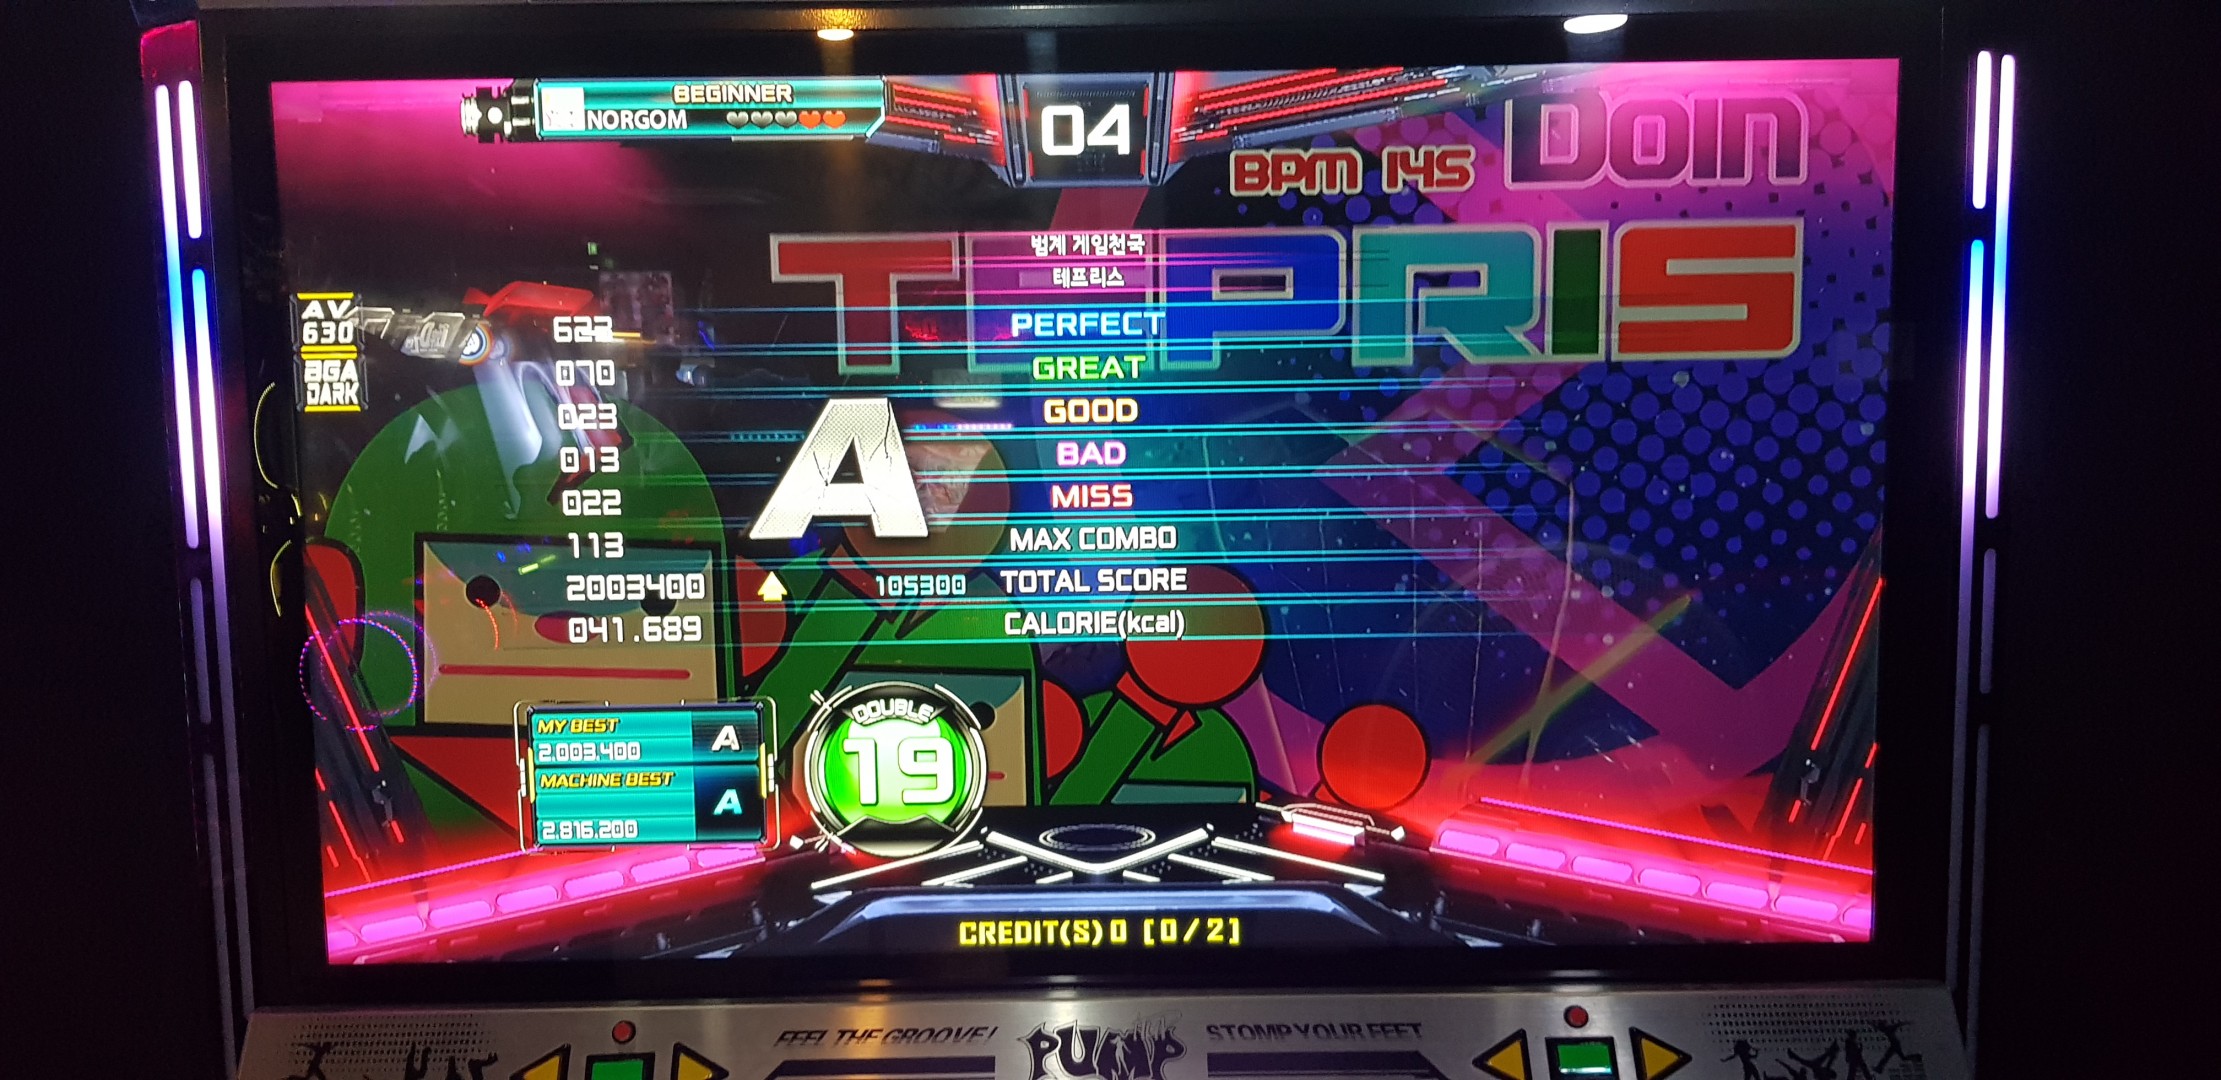 BEGINNER
NORGOM
04
BPM 145
DOIN
TEPRIS
범계 게임천국
테프리스
AV
630
BGA
DARK
623 PERFECT
070 GREAT
023 GOOD
013 BAD
022 MISS
113 MAX COMBO
2003400 105300 TOTAL SCORE
041.689 CALORIE(kcal)
A
MY BEST
2.003.400 A
MACHINE BEST
2.816.200 A
DOUBLE
19
CREDIT(S) 0 [0/2]
FEEL THE GROOVE! PUMP STOMP YOUR FEET